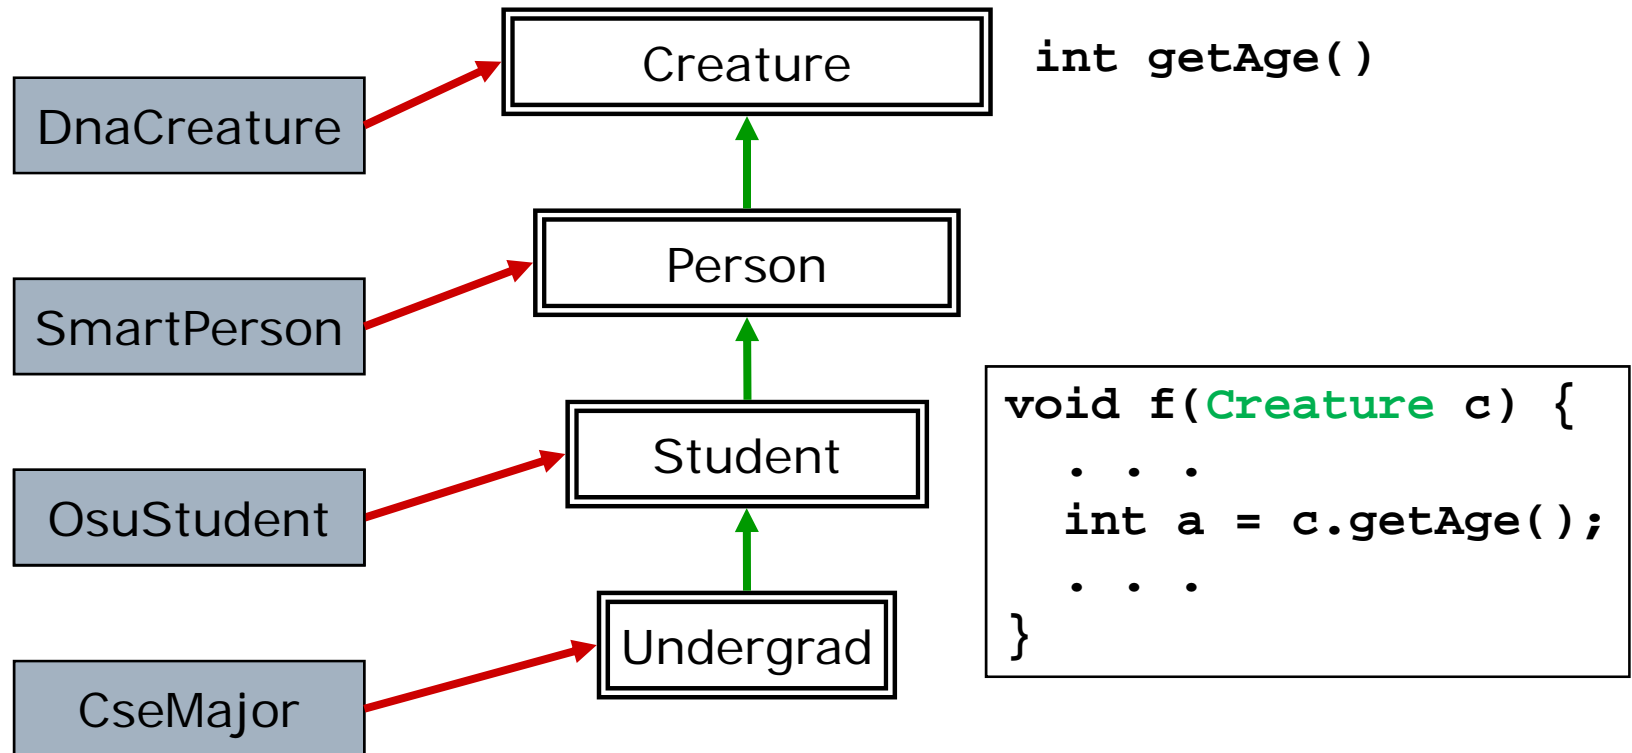 Creature
int getAge()
DnaCreature
Person
SmartPerson
Student
OsuStudent
Undergrad
CseMajor
void f(Creature c) {
. . .
int a = c.getAge();
. . .
}